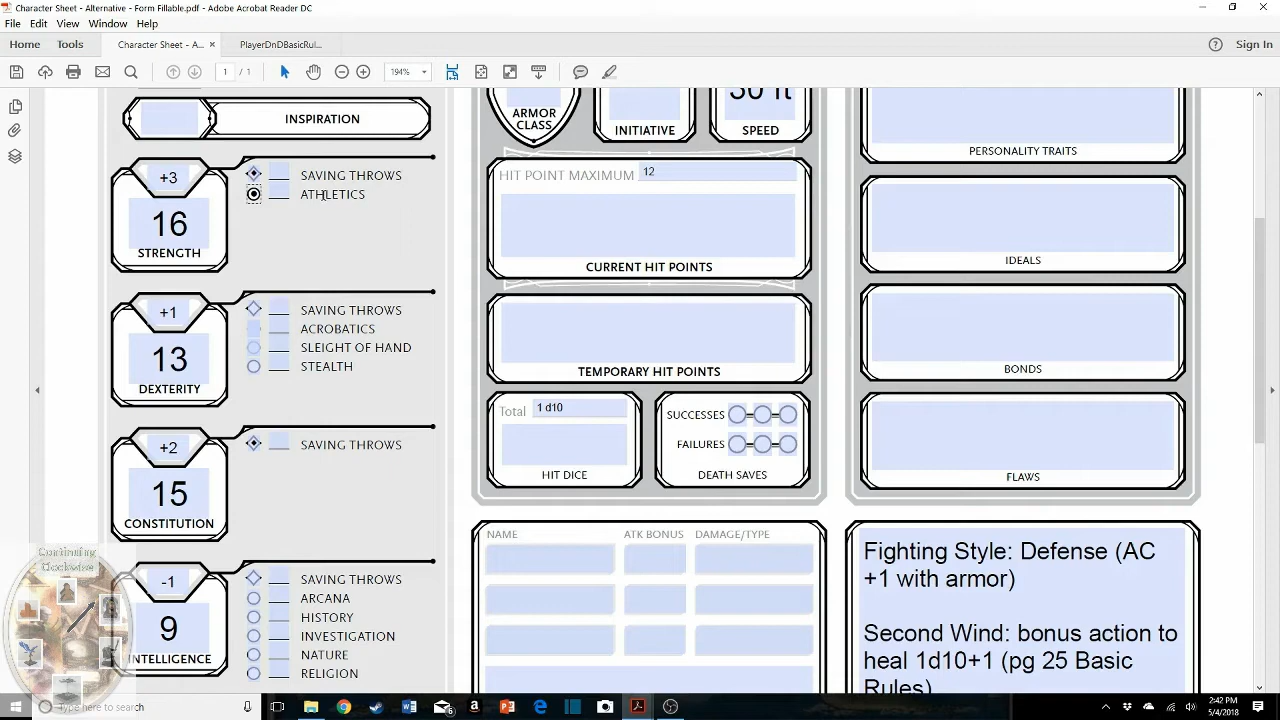 Character Sheet - Alternative - Form Fillable.pdf - Adobe Acrobat Reader DC
File Edit View Window Help
Home Tools Character Sheet - A... × PlayerDnDBasicRul... Sign In
1 / 1 194%
INSPIRATION
+3
16
STRENGTH
SAVING THROWS
ATHLETICS
+1
13
DEXTERITY
SAVING THROWS
ACROBATICS
SLEIGHT OF HAND
STEALTH
+2
15
CONSTITUTION
SAVING THROWS
-1
9
INTELLIGENCE
SAVING THROWS
ARCANA
HISTORY
INVESTIGATION
NATURE
RELIGION
ARMOR
CLASS
INITIATIVE
30 ft
SPEED
HIT POINT MAXIMUM 12
CURRENT HIT POINTS
TEMPORARY HIT POINTS
Total 1 d10
HIT DICE
SUCCESSES
FAILURES
DEATH SAVES
NAME ATK BONUS DAMAGE/TYPE
PERSONALITY TRAITS
IDEALS
BONDS
FLAWS
Fighting Style: Defense (AC
+1 with armor)
Second Wind: bonus action to
heal 1d10+1 (pg 25 Basic
Rules)
Continuing
Clockwise
Type here to search
2:42 PM
5/4/2018